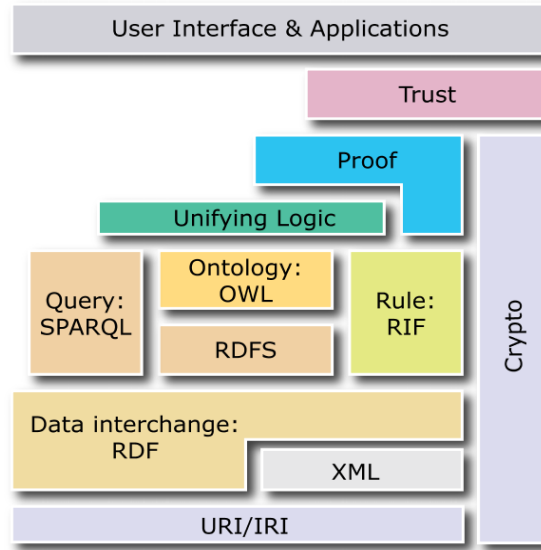 User Interface & Applications
Trust
Proof
Unifying Logic
Query:
SPARQL
Ontology:
OWL
RDFS
Rule:
RIF
Crypto
Data interchange:
RDF
XML
URI/IRI